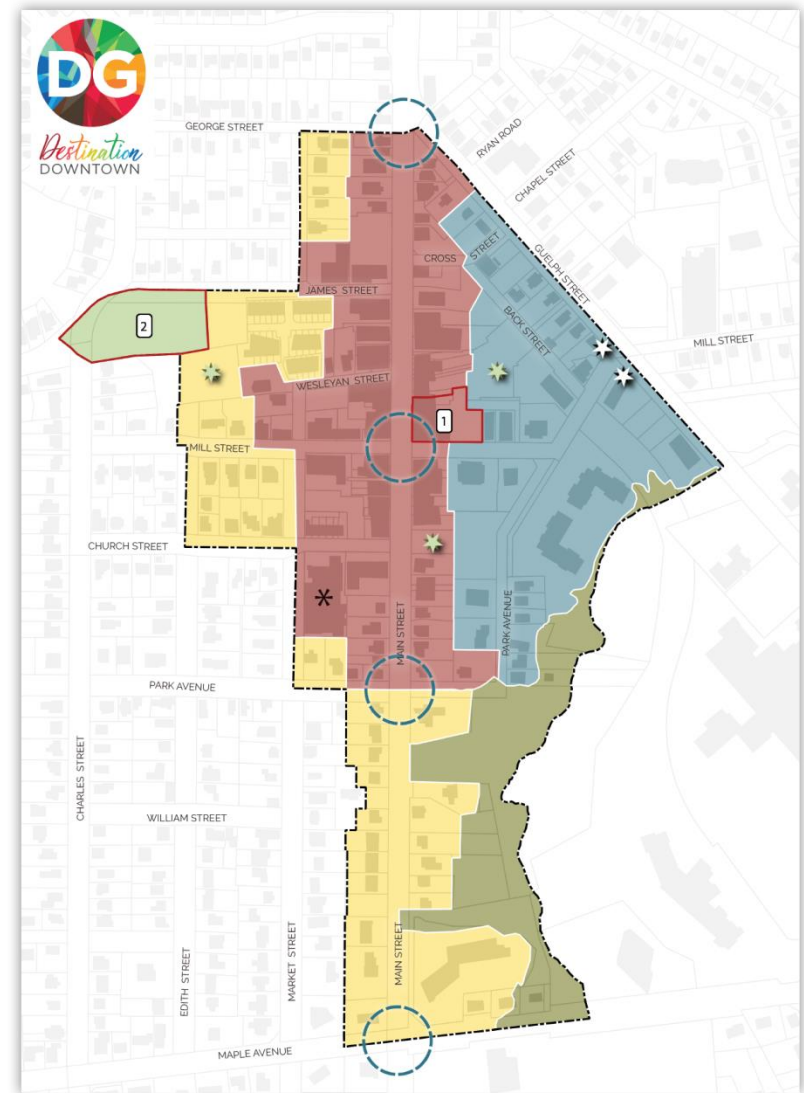 DG
Destination
DOWNTOWN
GEORGE STREET
RYAN ROAD
CHAPEL STREET
GUELPH STREET
CROSS
STREET
JAMES STREET
BACK STREET
2
MILL STREET
WESLEYAN STREET
1
MILL STREET
CHURCH STREET
MAIN STREET
PARK AVENUE
PARK AVENUE
CHARLES STREET
WILLIAM STREET
EDITH STREET
MARKET STREET
MAIN STREET
MAPLE AVENUE